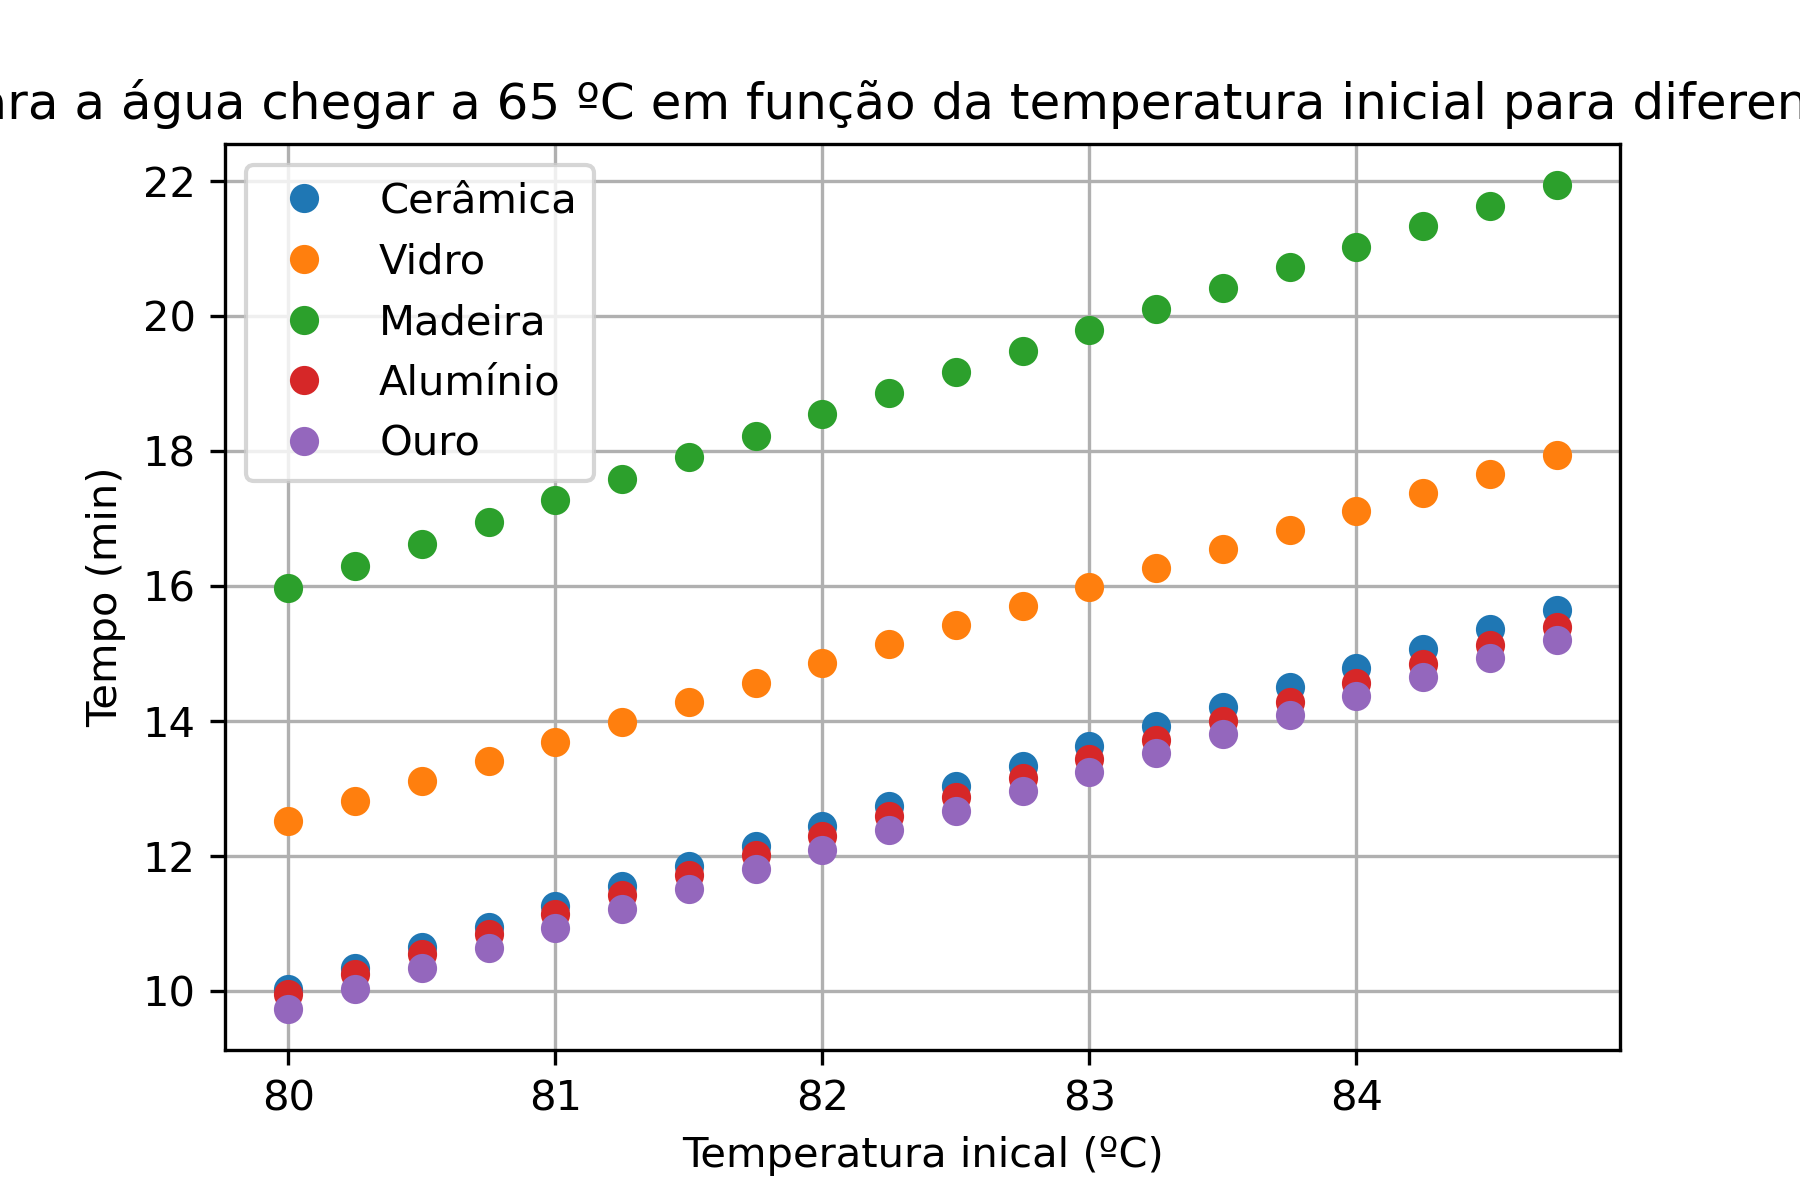 ra a água chegar a 65 ºC em função da temperatura inicial para diferen
Cerâmica
Vidro
Madeira
Alumínio
Ouro
Tempo (min)
22
20
18
16
14
12
10
80 81 82 83 84
Temperatura inical (ºC)